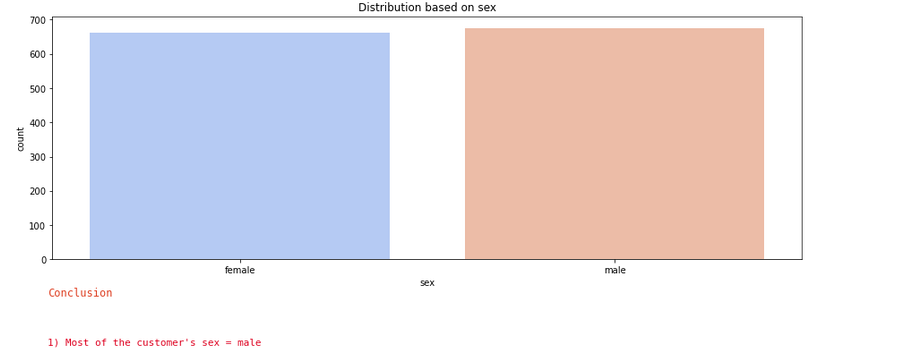 Distribution based on sex
700
600
500
400
300
200
100
0
count
female male
sex
Conclusion
1) Most of the customer's sex = male